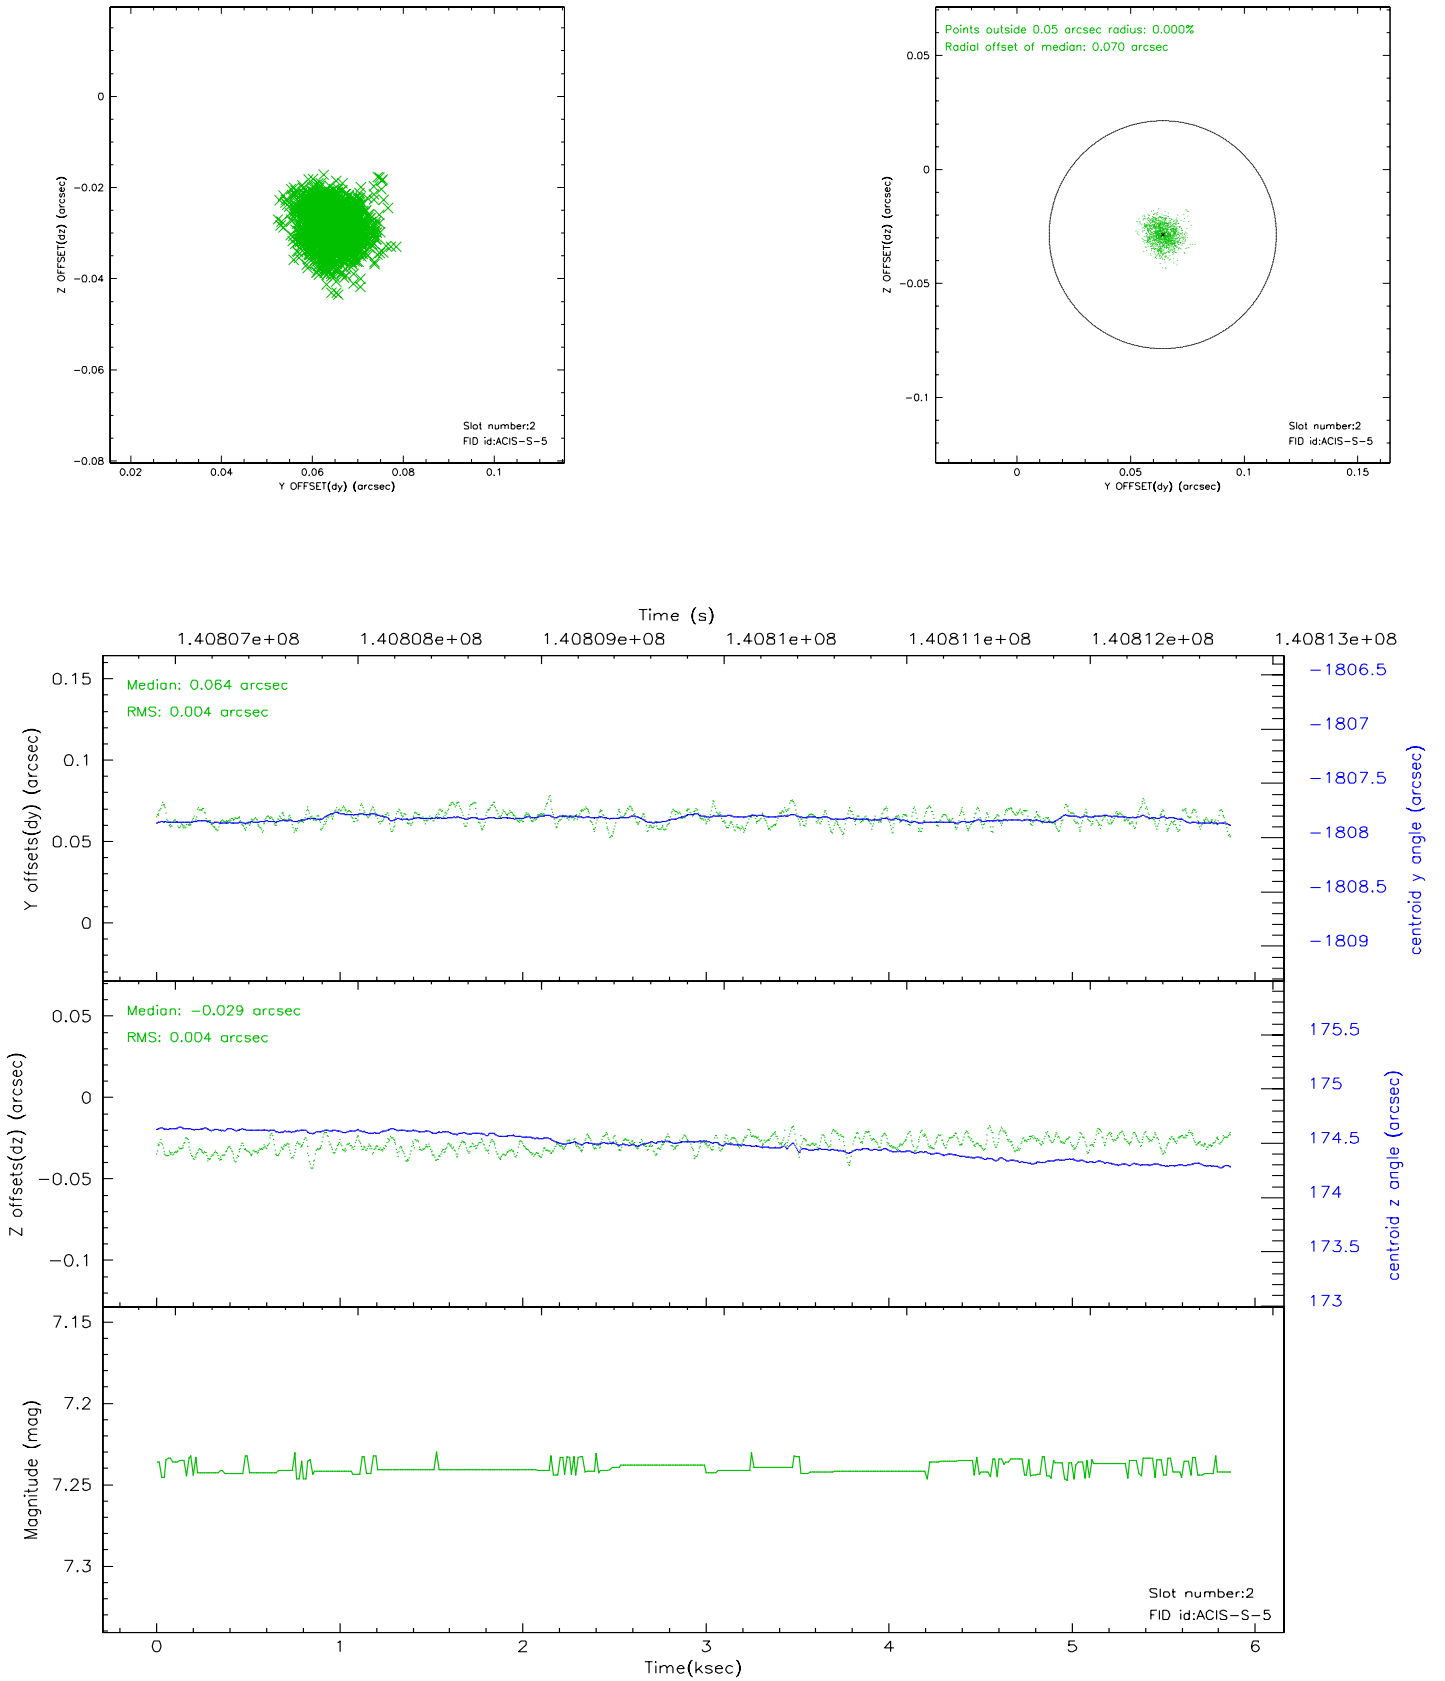 0
-0.02
-0.04
-0.06
-0.08
Z OFFSET(dz) (arcsec)
0.02 0.04 0.06 0.08 0.1
Y OFFSET(dy) (arcsec)
Slot number:2
FID id:ACIS-S-5
Points outside 0.05 arcsec radius: 0.000%
Radial offset of median: 0.070 arcsec
0.05
0
-0.05
-0.1
Z OFFSET(dz) (arcsec)
0 0.05 0.1 0.15
Y OFFSET(dy) (arcsec)
Slot number:2
FID id:ACIS-S-5
Time (s)
1.40807e+08 1.40808e+08 1.40809e+08 1.4081e+08 1.40811e+08 1.40812e+08 1.40813e+08
Median: 0.064 arcsec
RMS: 0.004 arcsec
0.15
0.1
0.05
0
Y offsets(dy) (arcsec)
-1806.5
-1807
-1807.5
-1808
-1808.5
-1809
centroid y angle (arcsec)
Median: -0.029 arcsec
RMS: 0.004 arcsec
0.05
0
-0.05
-0.1
Z offsets(dz) (arcsec)
175.5
175
174.5
174
173.5
173
centroid z angle (arcsec)
7.15
7.2
7.25
7.3
Magnitude (mag)
Slot number:2
FID id:ACIS-S-5
0 1 2 3 4 5 6
Time(ksec)